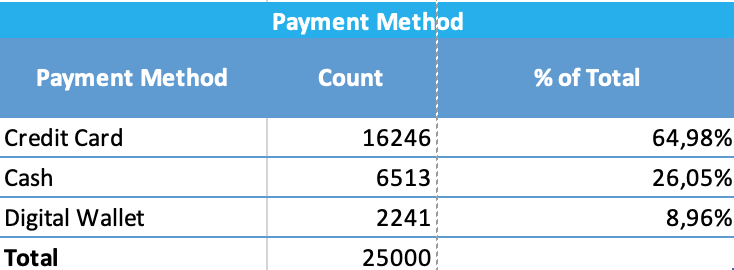 Payment Method
Payment Method Count % of Total
Credit Card 16246 64,98%
Cash 6513 26,05%
Digital Wallet 2241 8,96%
Total 25000